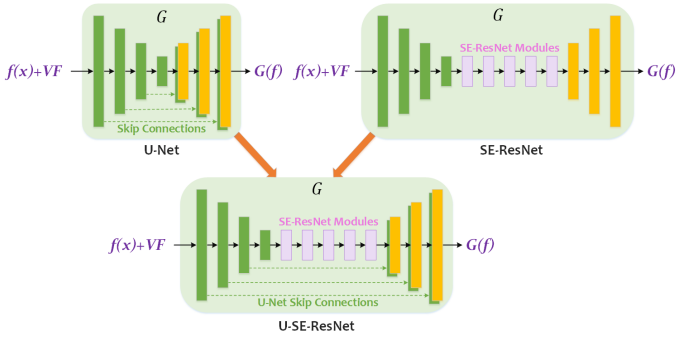 G
f(x)+VF
G(f)
Skip Connections
U-Net
G
SE-ResNet Modules
f(x)+VF
G(f)
SE-ResNet
G
SE-ResNet Modules
f(x)+VF
G(f)
U-Net Skip Connections
U-SE-ResNet